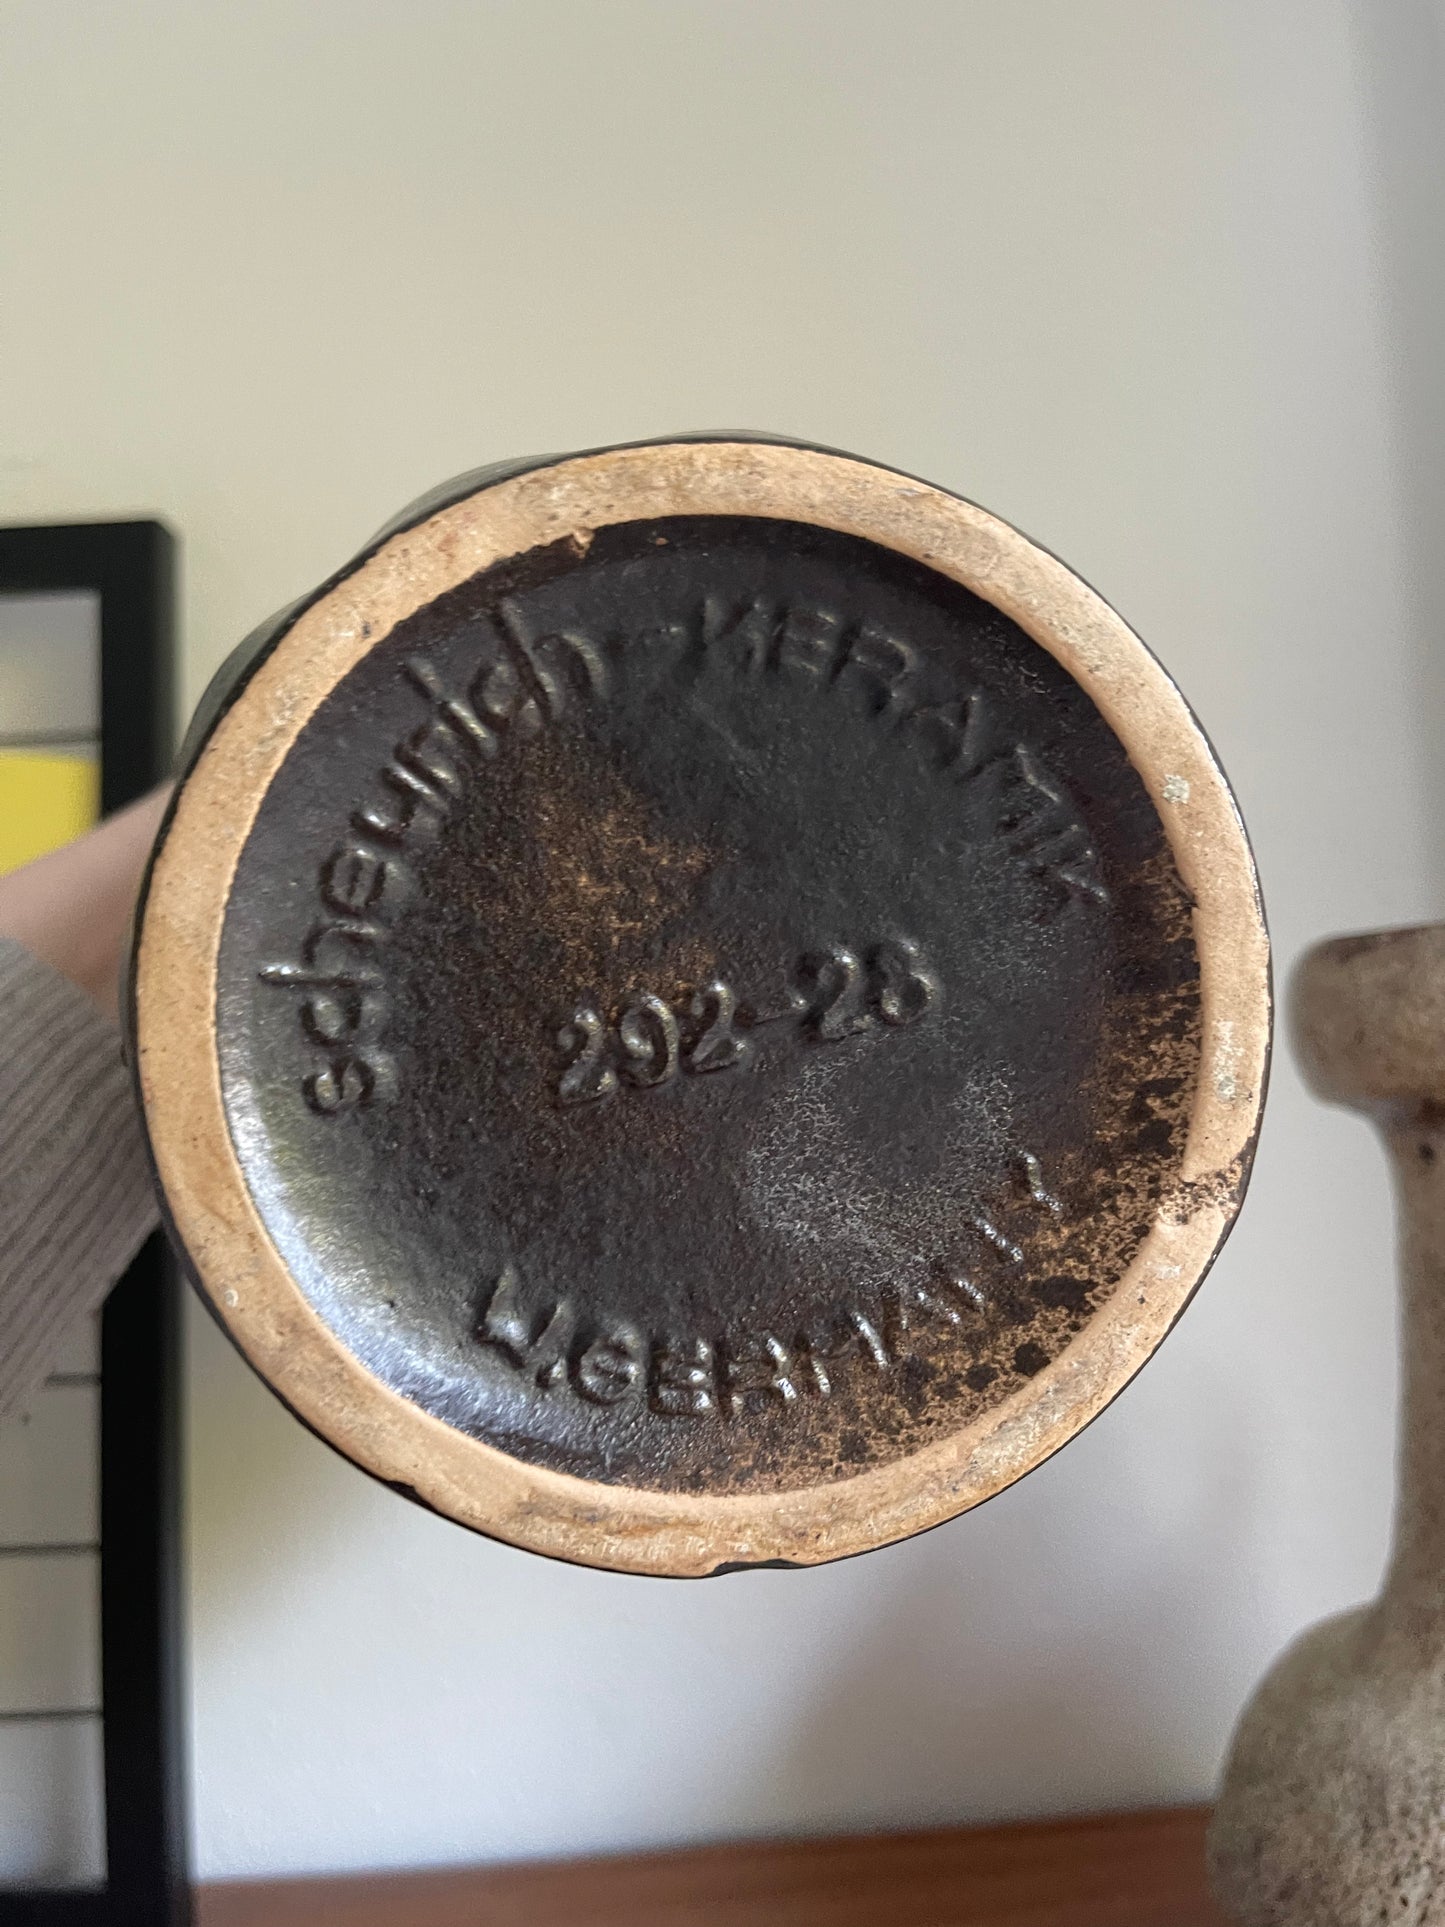 scheurich KERAMIK
292-28
W.GERMANY